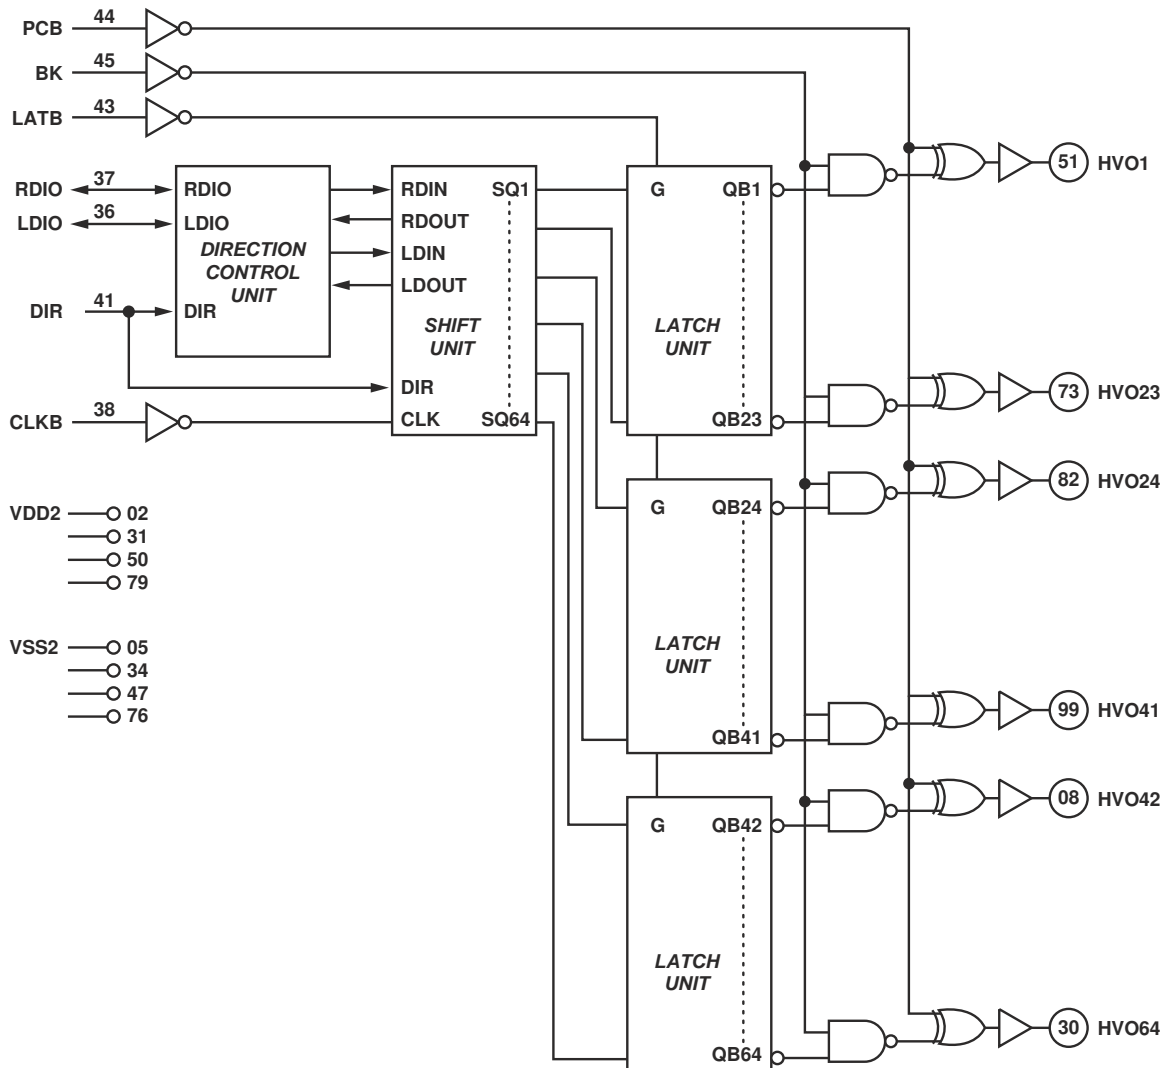 PCB 44
BK 45
LATB 43
RDIO 37
LDIO 36
DIR 41
CLKB 38
RDIO
LDIO
DIRECTION
CONTROL
UNIT
DIR
RDIN SQ1
RDOUT
LDIN
LDOUT
SHIFT
UNIT
DIR
CLK SQ64
G QB1
LATCH
UNIT
QB23
G QB24
LATCH
UNIT
QB41
G QB42
LATCH
UNIT
QB64
51 HVO1
73 HVO23
82 HVO24
99 HVO41
08 HVO42
30 HVO64
VDD2 02
31
50
79
VSS2 05
34
47
76